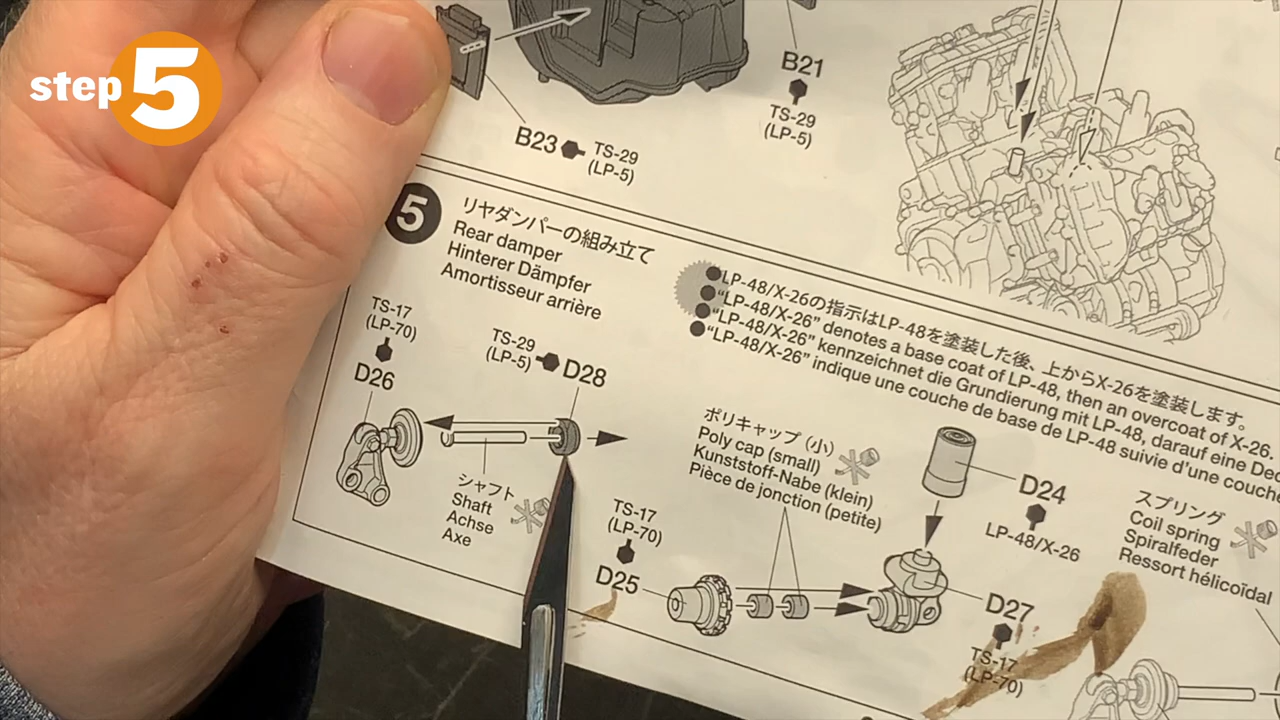 step 5
B21
TS-29
(LP-5)
B23
TS-29
(LP-5)
5
リヤダンパーの組み立て
Rear damper
Hinterer Dämpfer
Amortisseur arrière
●LP-48/X-26の指示はLP-48を塗装した後、上からX-26を塗装します。
●“LP-48/X-26” denotes a base coat of LP-48, then an overcoat of X-26.
●“LP-48/X-26” kennzeichnet die Grundierung mit LP-48, darauf eine
●“LP-48/X-26” indique une couche de base de LP-48 suivie d’une
TS-17
(LP-70)
D26
TS-29
(LP-5)
D28
シャフト
Shaft
Achse
Axe
ポリキャップ（小）
Poly cap (small)
Kunststoff-Nabe (klein)
Pièce de jonction (petite)
TS-17
(LP-70)
D25
D24
LP-48/X-26
D27
TS-17
(LP-70)
スプリング
Coil spring
Spiralfeder
Ressort hélicoïdal